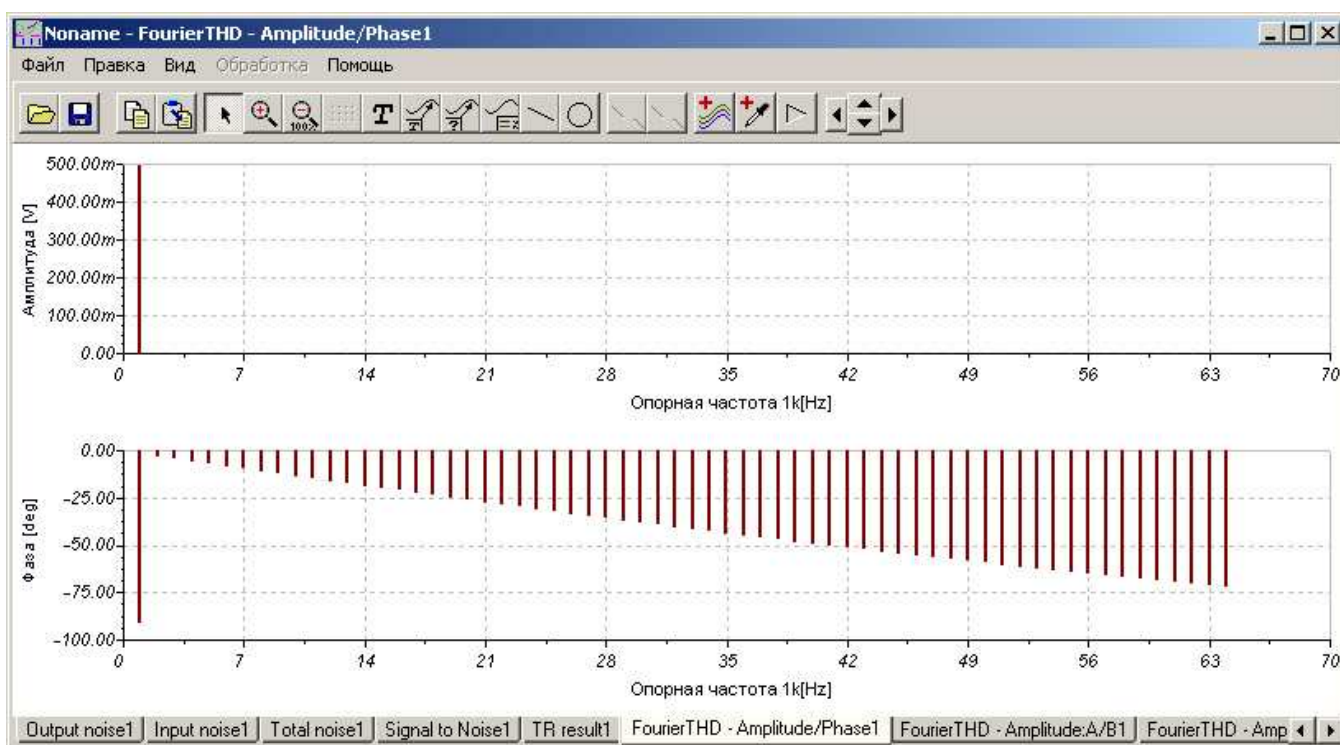 Noname - FourierTHD - Amplitude/Phase1
Файл Правка Вид Обработка Помощь
100% T
500.00m
400.00m
300.00m
200.00m
100.00m
0.00
Амплитуда [V]
0 7 14 21 28 35 42 49 56 63 70
Опорная частота 1k[Hz]
0.00
-25.00
-50.00
-75.00
-100.00
Фаза [deg]
0 7 14 21 28 35 42 49 56 63 70
Опорная частота 1k[Hz]
Output noise1 Input noise1 Total noise1 Signal to Noise1 TR result1 FourierTHD - Amplitude/Phase1 FourierTHD - Amplitude:A/B1 FourierTHD - Amp